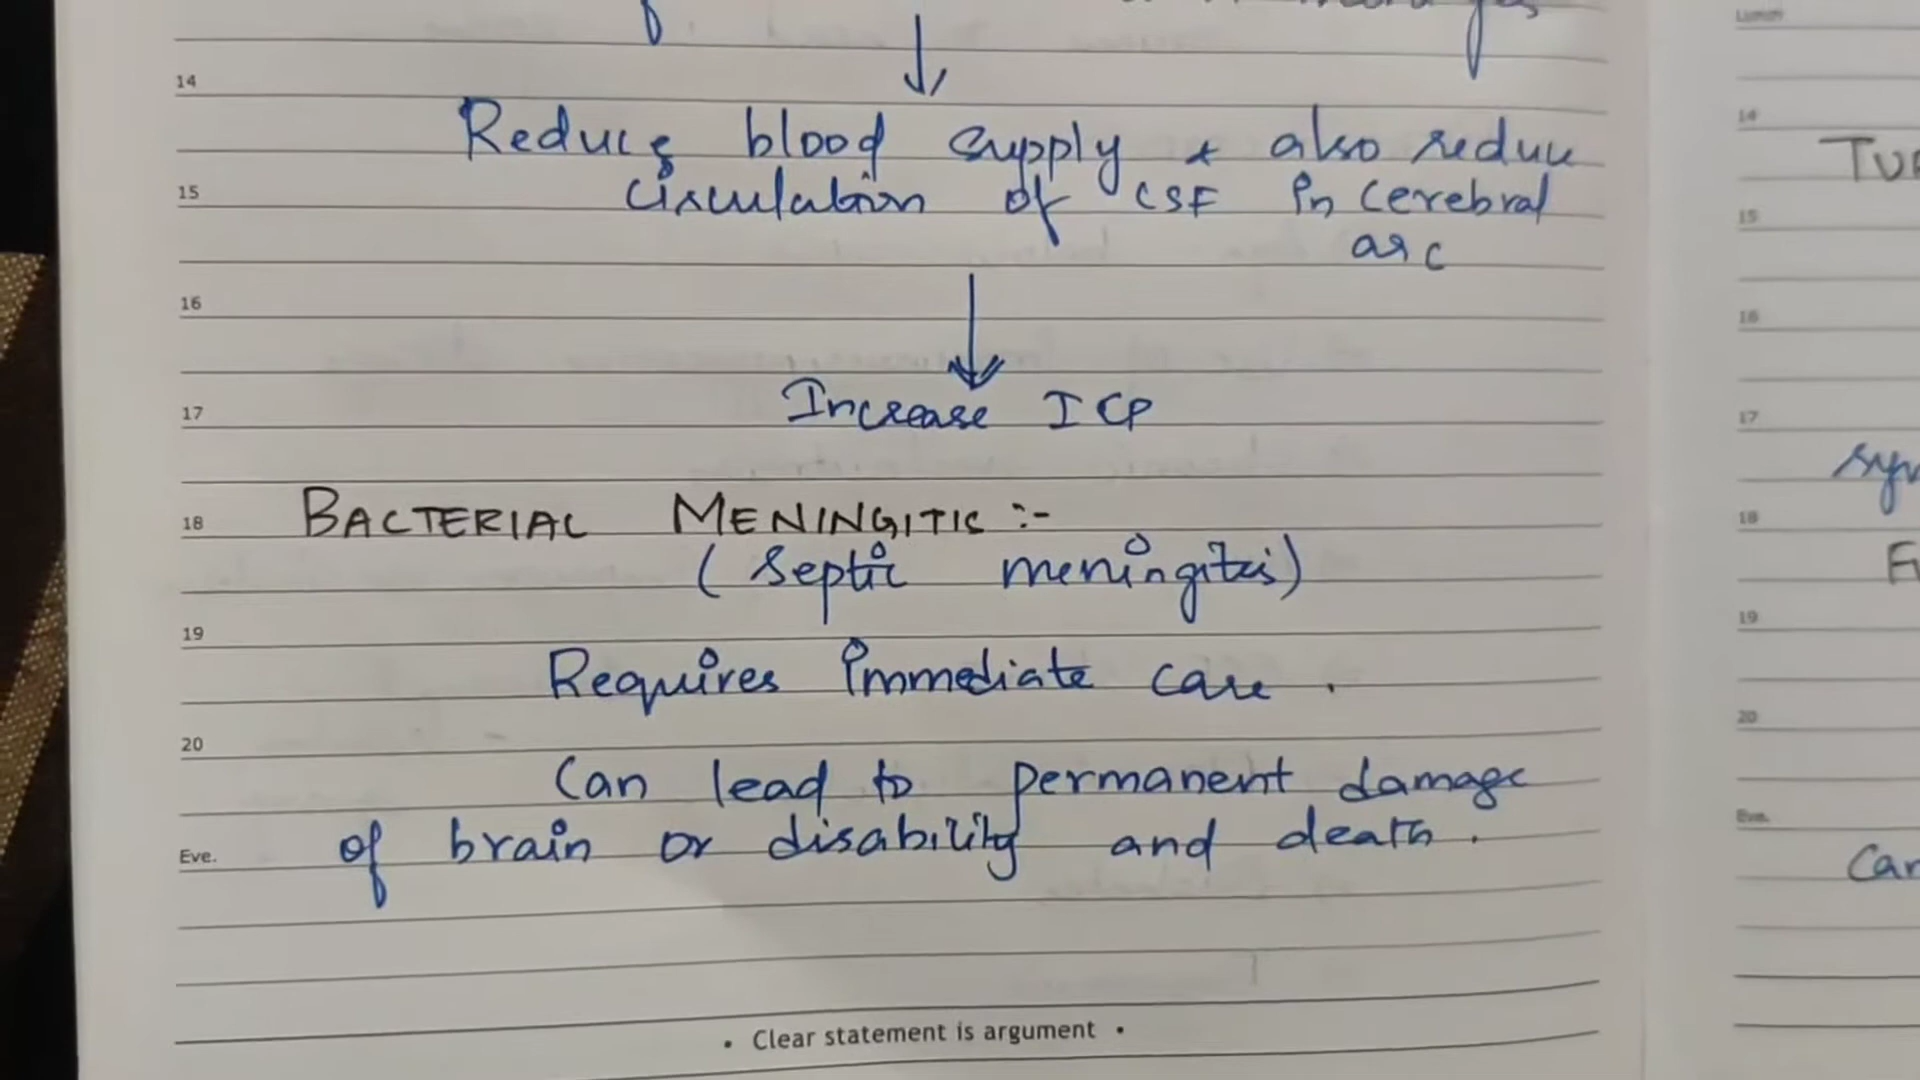 14
Reduce blood supply + also reduce
15
circulation of CSF in cerebral
arc
16
Increase ICP
17
BACTERIAL MENINGITIS :-
18
(septic meningitis)
19
Requires immediate care .
20
Can lead to permanent damage
of brain or disability and death .
Eve.
• Clear statement is argument •
14
15
16
17
18
19
20
Eve.